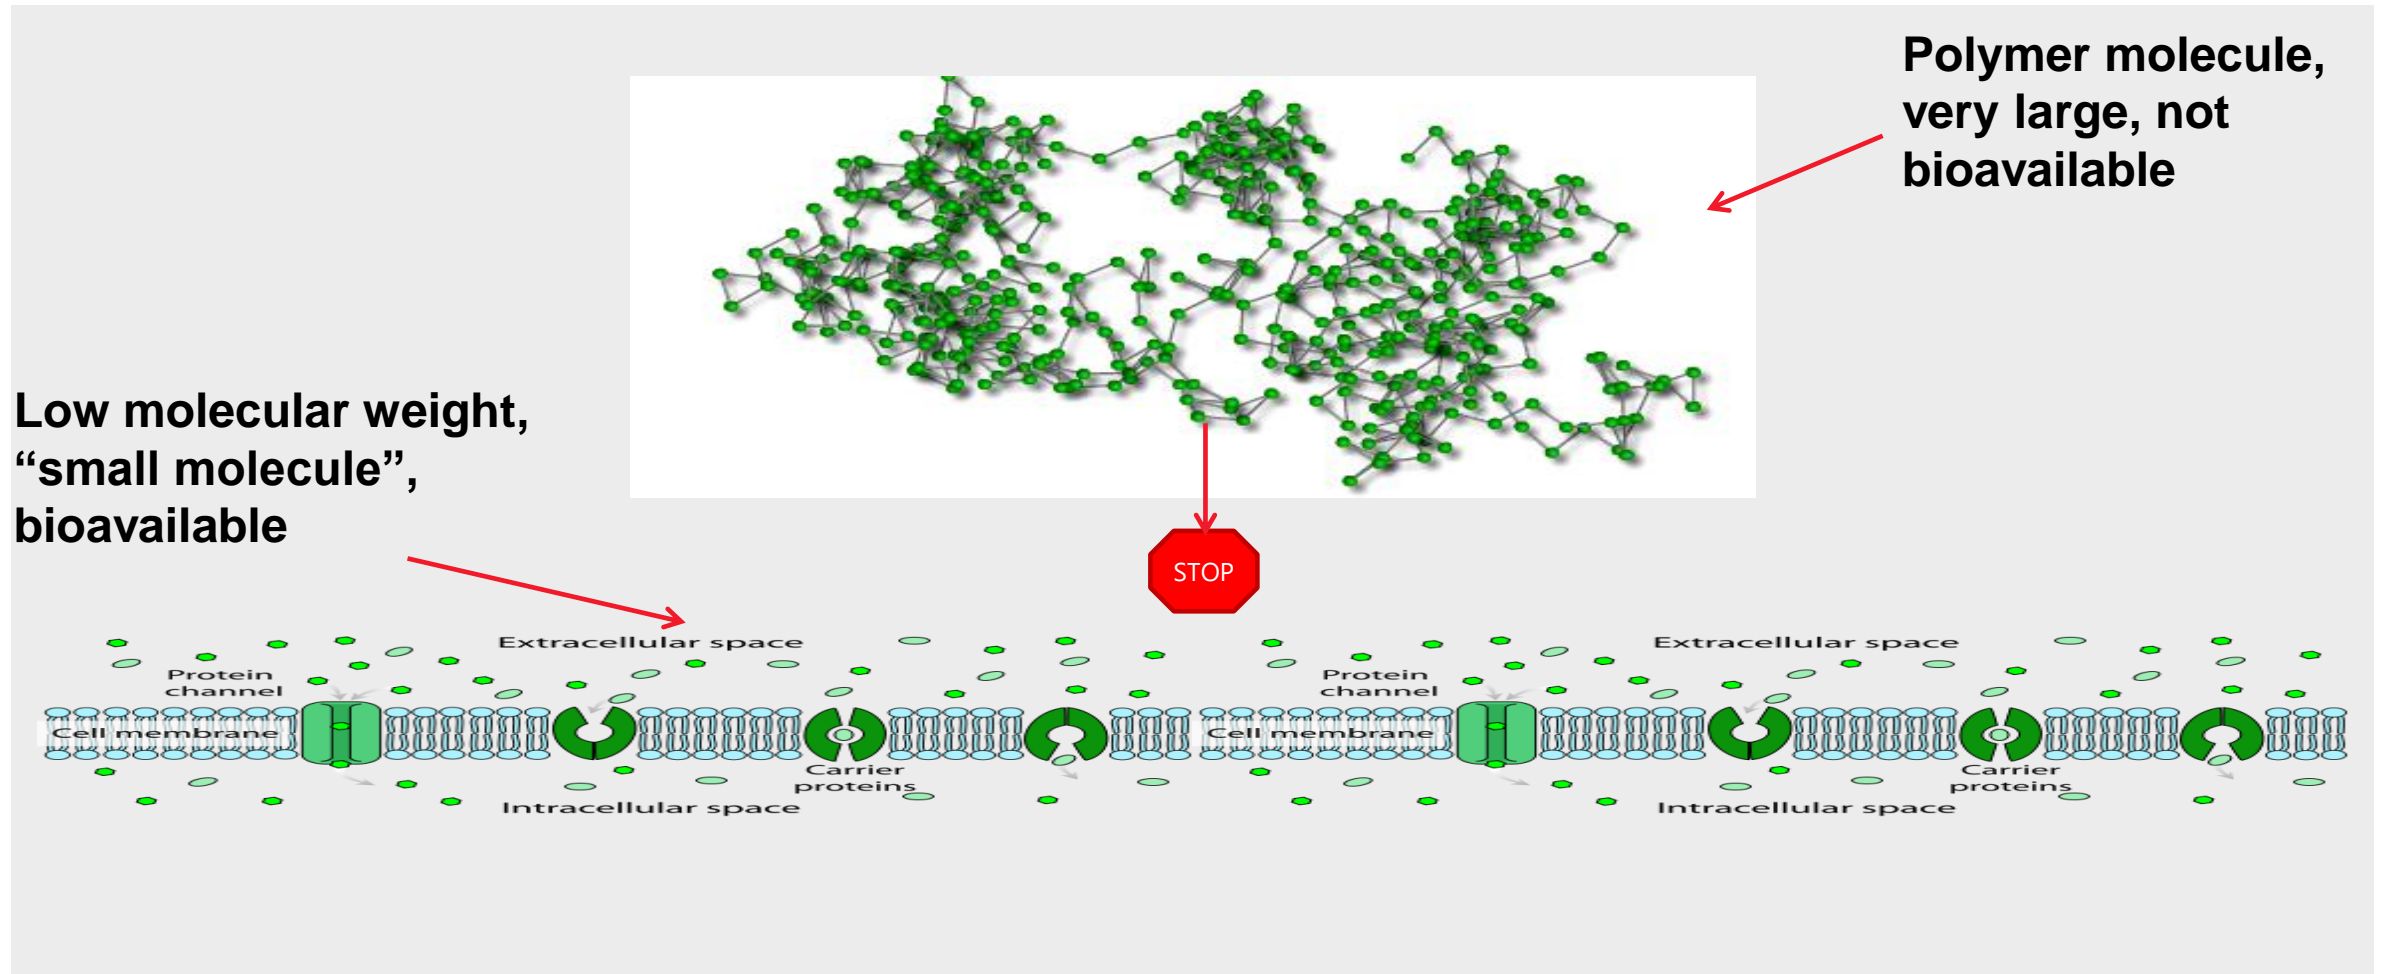 Polymer molecule,
very large, not
bioavailable
Low molecular weight,
“small molecule”,
bioavailable
STOP
Extracellular space
Protein
channel
Cell membrane
Carrier
proteins
Intracellular space
Extracellular space
Protein
channel
Cell membrane
Carrier
proteins
Intracellular space